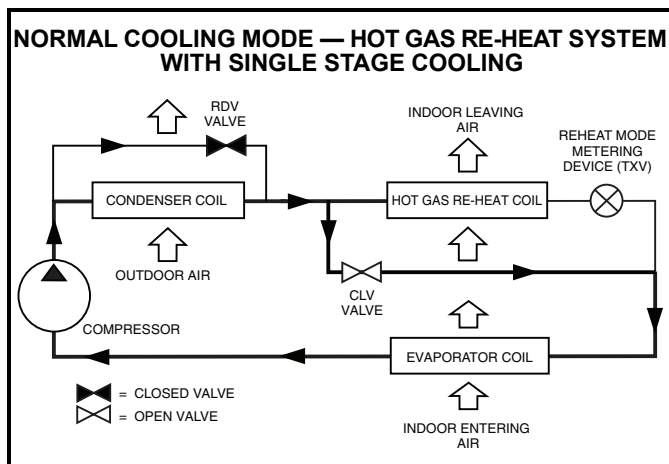 NORMAL COOLING MODE — HOT GAS RE-HEAT SYSTEM
WITH SINGLE STAGE COOLING
RDV
VALVE
INDOOR LEAVING
AIR
REHEAT MODE
METERING
DEVICE (TXV)
CONDENSER COIL
HOT GAS RE-HEAT COIL
OUTDOOR AIR
CLV
VALVE
COMPRESSOR
EVAPORATOR COIL
= CLOSED VALVE
= OPEN VALVE
INDOOR ENTERING
AIR